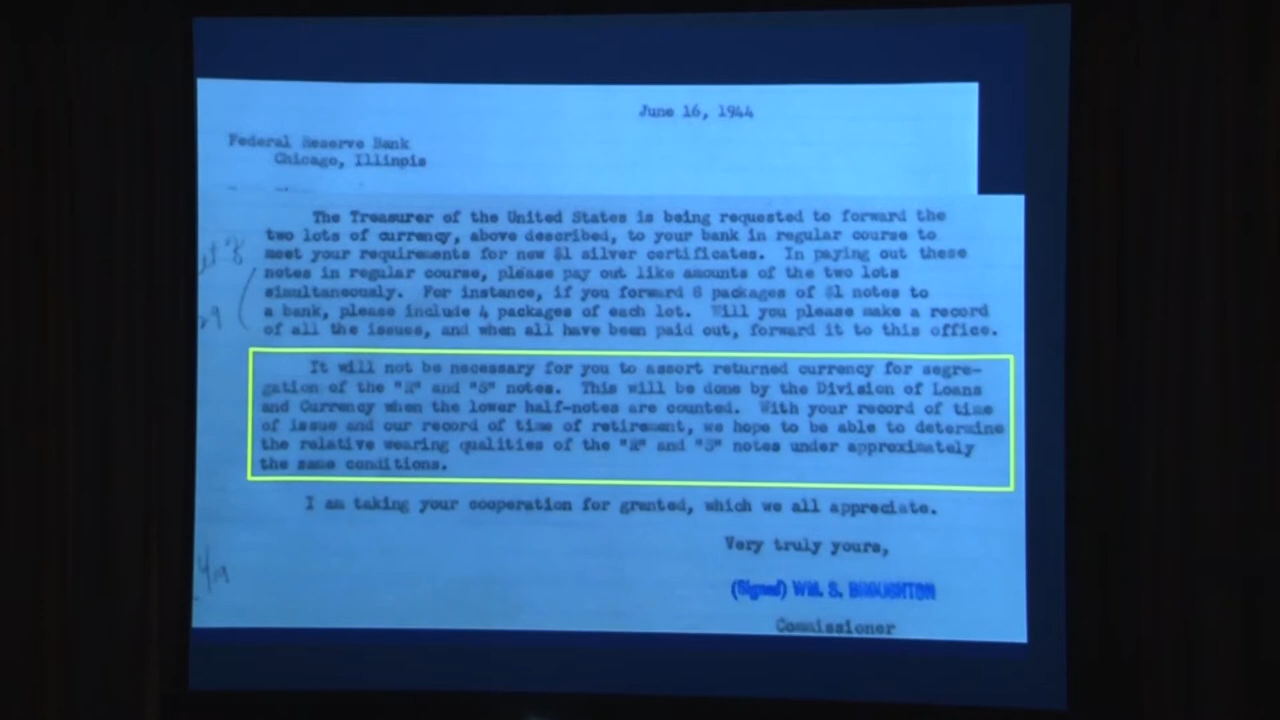 June 16, 1944
Federal Reserve Bank
Chicago, Illinois
The Treasurer of the United States is being requested to forward the
two lots of currency, above described, to your bank in regular course to
meet your requirements for new $1 silver certificates. In paying out these
notes in regular course, please pay out like amounts of the two lots
simultaneously. For instance, if you forward 8 packages of $1 notes to
a bank, please include 4 packages of each lot. Will you please make a record
of all the issues, and when all have been paid out, forward it to this office.
It will not be necessary for you to assort returned currency for segre-
gation of the "R" and "S" notes. This will be done by the Division of Loans
and Currency when the lower half-notes are counted. With your record of time
of issue and our record of time of retirement, we hope to be able to determine
the relative wearing qualities of the "R" and "S" notes under approximately
the same conditions.
I am taking your cooperation for granted, which we all appreciate.
Very truly yours,
(Signed) WM. S. BROUGHTON
Commissioner